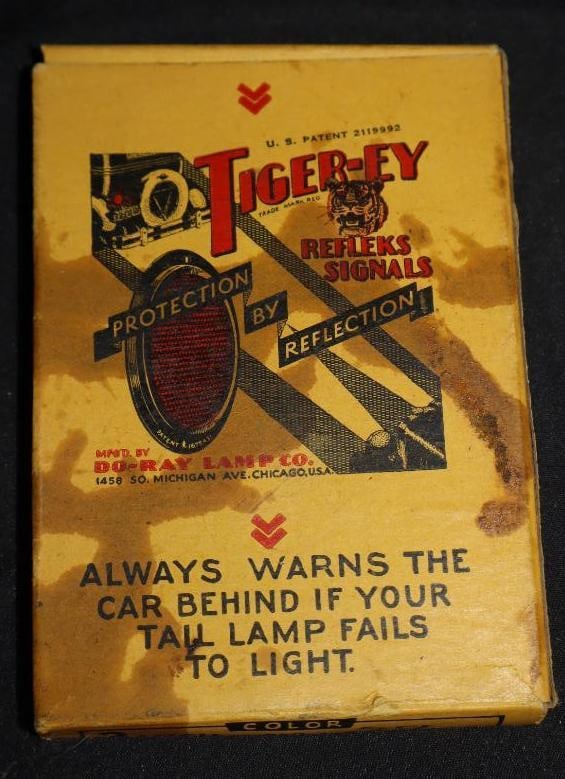 U. S. PATENT 2119992
TIGER-EY
TRADE MARK REG
REFLEKS
SIGNALS
PROTECTION
BY
REFLECTION
MFG'D. BY
DO-RAY LAMP CO.
1458 SO. MICHIGAN AVE. CHICAGO, U.S.A.
ALWAYS WARNS THE
CAR BEHIND IF YOUR
TAIL LAMP FAILS
TO LIGHT.
COLOR